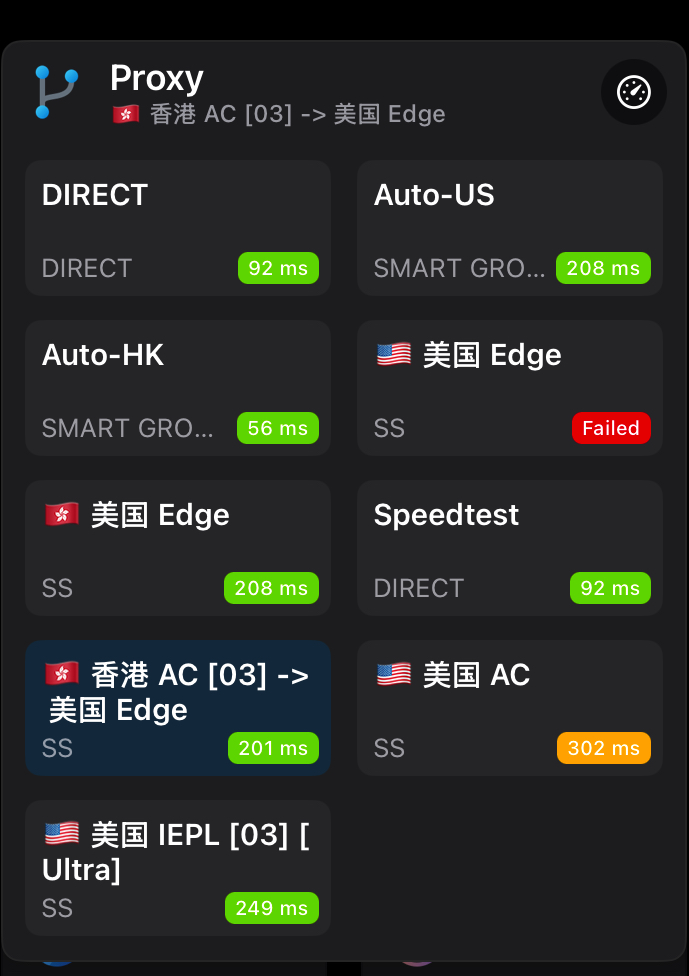 Proxy
🇭🇰 香港 AC [03] -> 美国 Edge
DIRECT
DIRECT 92 ms
Auto-US
SMART GRO... 208 ms
Auto-HK
SMART GRO... 56 ms
🇺🇸 美国 Edge
SS Failed
🇭🇰 美国 Edge
SS 208 ms
Speedtest
DIRECT 92 ms
🇭🇰 香港 AC [03] ->
美国 Edge
SS 201 ms
🇺🇸 美国 AC
SS 302 ms
🇺🇸 美国 IEPL [03] [
Ultra]
SS 249 ms